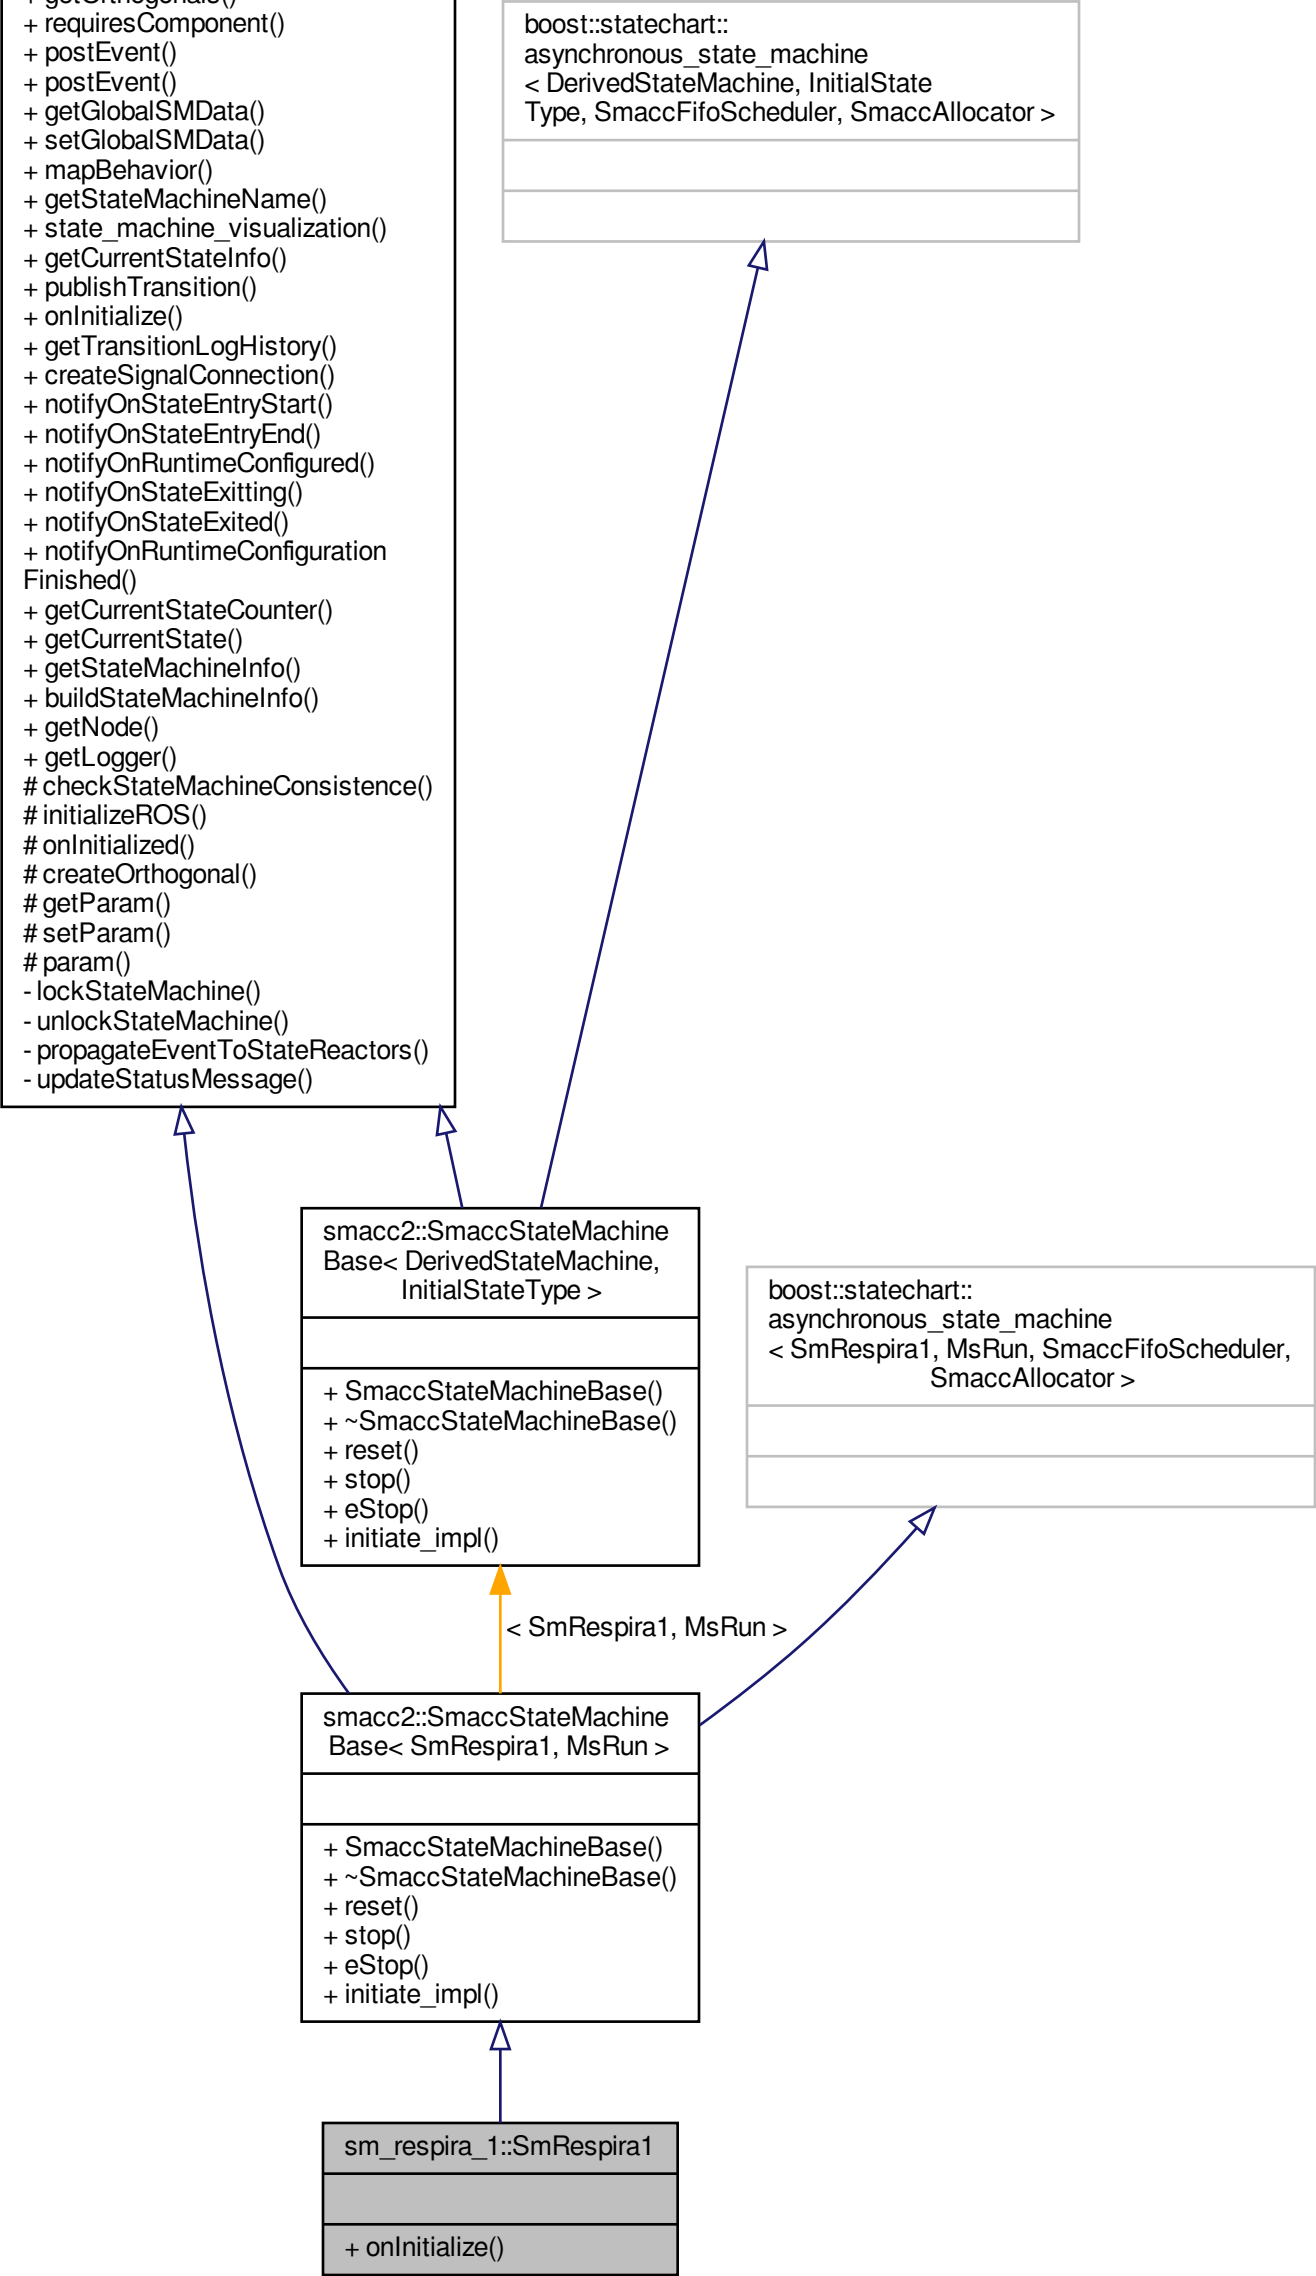 + requiresComponent()
+ postEvent()
+ postEvent()
+ getGlobalSMData()
+ setGlobalSMData()
+ mapBehavior()
+ getStateMachineName()
+ state_machine_visualization()
+ getCurrentStateInfo()
+ publishTransition()
+ onInitialize()
+ getTransitionLogHistory()
+ createSignalConnection()
+ notifyOnStateEntryStart()
+ notifyOnStateEntryEnd()
+ notifyOnRuntimeConfigured()
+ notifyOnStateExitting()
+ notifyOnStateExited()
+ notifyOnRuntimeConfiguration
Finished()
+ getCurrentStateCounter()
+ getCurrentState()
+ getStateMachineInfo()
+ buildStateMachineInfo()
+ getNode()
+ getLogger()
# checkStateMachineConsistence()
# initializeROS()
# onInitialized()
# createOrthogonal()
# getParam()
# setParam()
# param()
- lockStateMachine()
- unlockStateMachine()
- propagateEventToStateReactors()
- updateStatusMessage()
boost::statechart::
asynchronous_state_machine
< DerivedStateMachine, InitialState
Type, SmaccFifoScheduler, SmaccAllocator >
smacc2::SmaccStateMachine
Base< DerivedStateMachine,
InitialStateType >
+ SmaccStateMachineBase()
+ ~SmaccStateMachineBase()
+ reset()
+ stop()
+ eStop()
+ initiate_impl()
boost::statechart::
asynchronous_state_machine
< SmRespira1, MsRun, SmaccFifoScheduler,
SmaccAllocator >
< SmRespira1, MsRun >
smacc2::SmaccStateMachine
Base< SmRespira1, MsRun >
+ SmaccStateMachineBase()
+ ~SmaccStateMachineBase()
+ reset()
+ stop()
+ eStop()
+ initiate_impl()
sm_respira_1::SmRespira1
+ onInitialize()